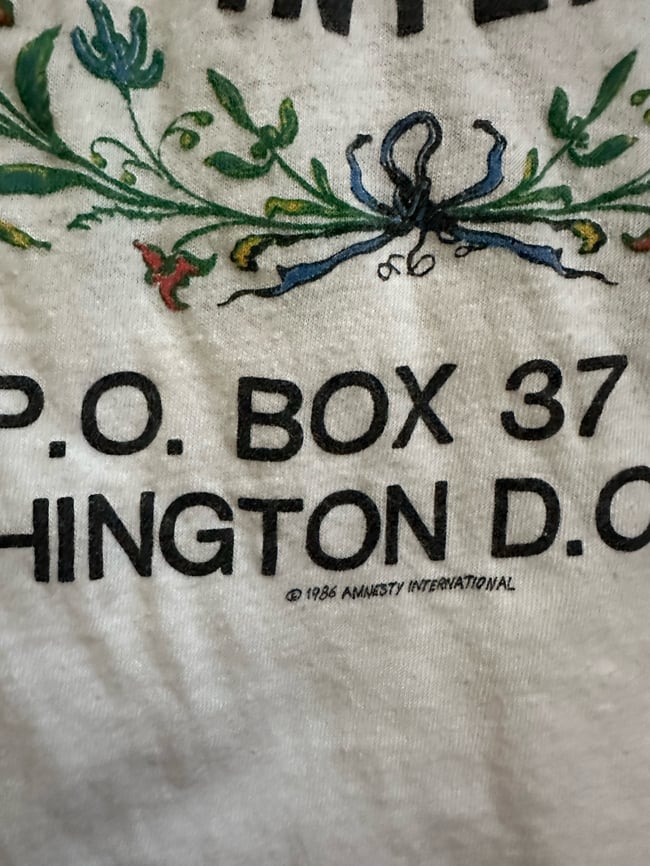 P.O. BOX 37
HINGTON D.C
© 1986 AMNESTY INTERNATIONAL